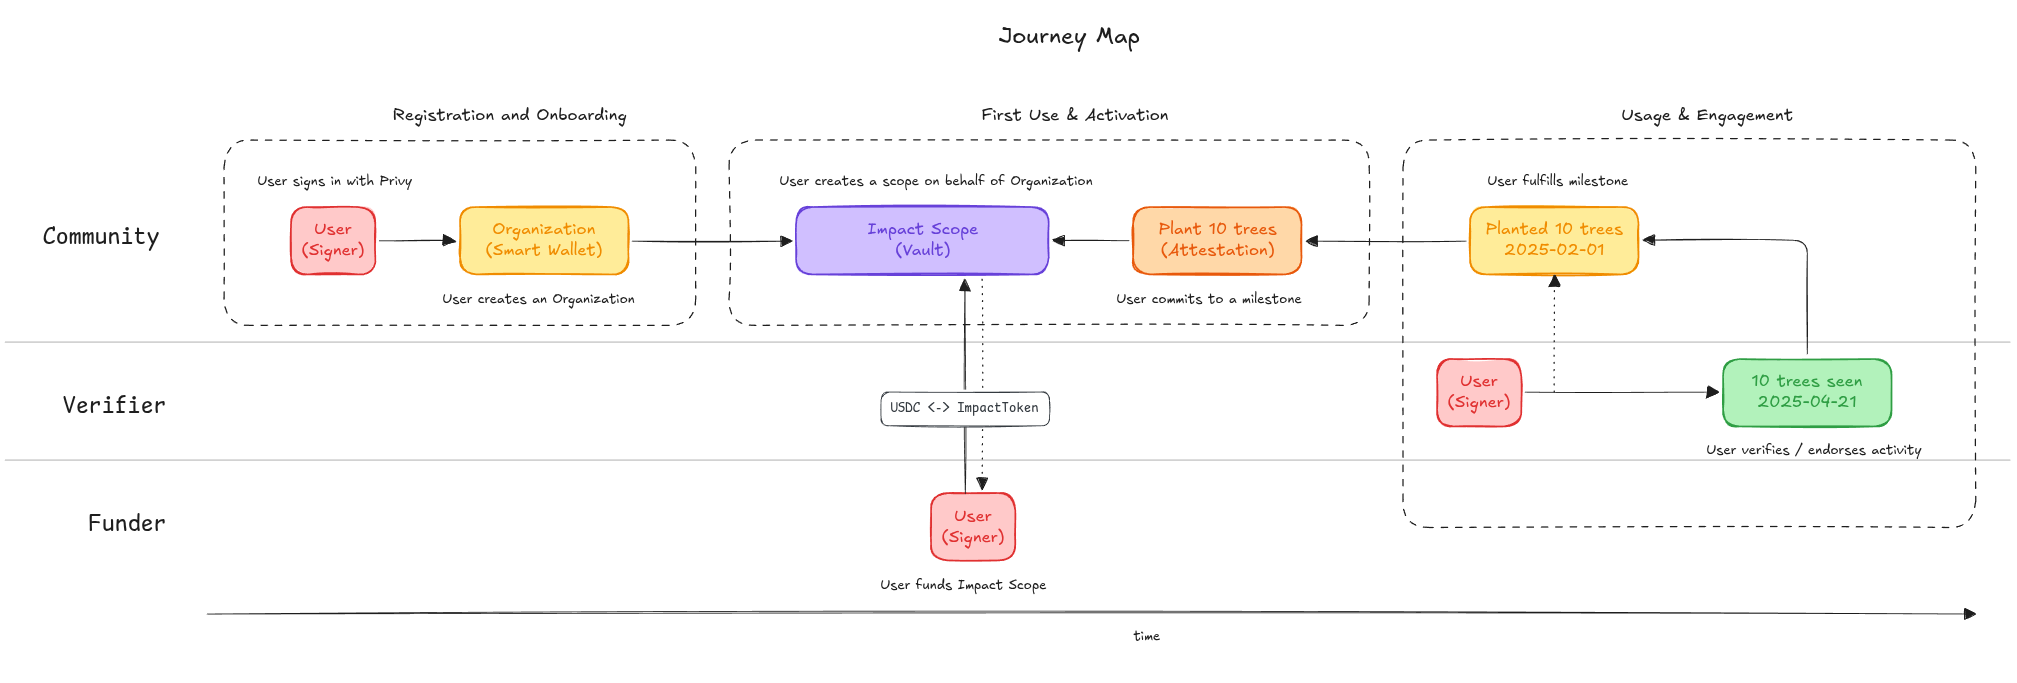 Journey Map
Registration and Onboarding
First Use & Activation
Usage & Engagement
Community
User signs in with Privy
User
(Signer)
Organization
(Smart Wallet)
User creates an Organization
User creates a scope on behalf of Organization
Impact Scope
(Vault)
Plant 10 trees
(Attestation)
User commits to a milestone
User fulfills milestone
Planted 10 trees
2025-02-01
Verifier
USDC <-> ImpactToken
User
(Signer)
10 trees seen
2025-04-21
User verifies / endorses activity
Funder
User
(Signer)
User funds Impact Scope
time